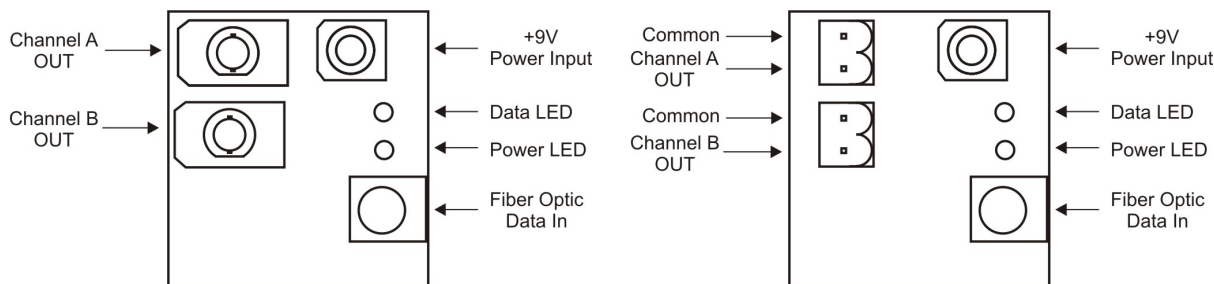 Channel A
OUT
Channel B
OUT
+9V
Power Input
Data LED
Power LED
Fiber Optic
Data In
Common
Channel A
OUT
Common
Channel B
OUT
+9V
Power Input
Data LED
Power LED
Fiber Optic
Data In